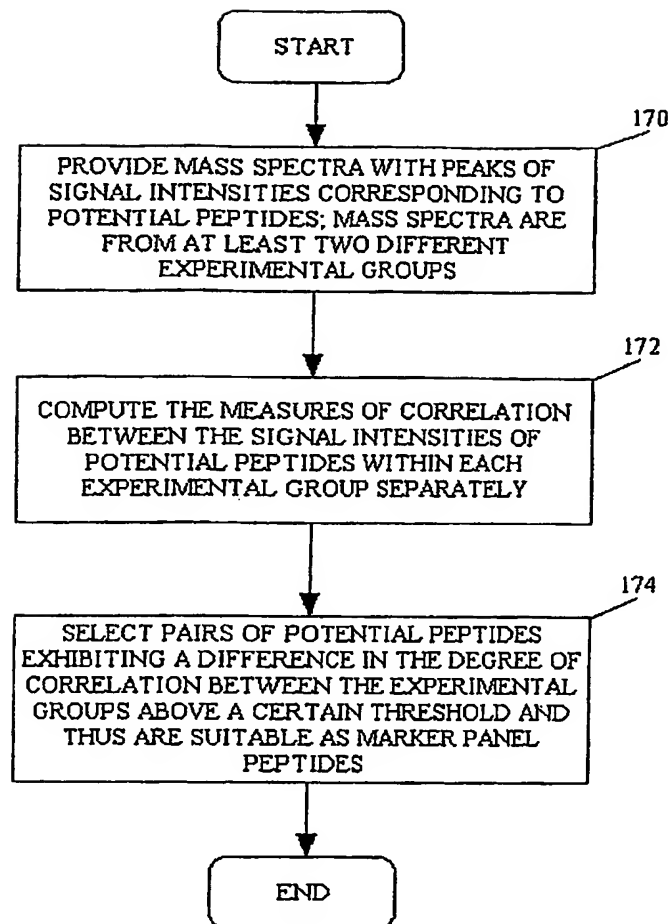 START
170
PROVIDE MASS SPECTRA WITH PEAKS OF
SIGNAL INTENSITIES CORRESPONDING TO
POTENTIAL PEPTIDES; MASS SPECTRA ARE
FROM AT LEAST TWO DIFFERENT
EXPERIMENTAL GROUPS
172
COMPUTE THE MEASURES OF CORRELATION
BETWEEN THE SIGNAL INTENSITIES OF
POTENTIAL PEPTIDES WITHIN EACH
EXPERIMENTAL GROUP SEPARATELY
174
SELECT PAIRS OF POTENTIAL PEPTIDES
EXHIBITING A DIFFERENCE IN THE DEGREE OF
CORRELATION BETWEEN THE EXPERIMENTAL
GROUPS ABOVE A CERTAIN THRESHOLD AND
THUS ARE SUITABLE AS MARKER PANEL
PEPTIDES
END